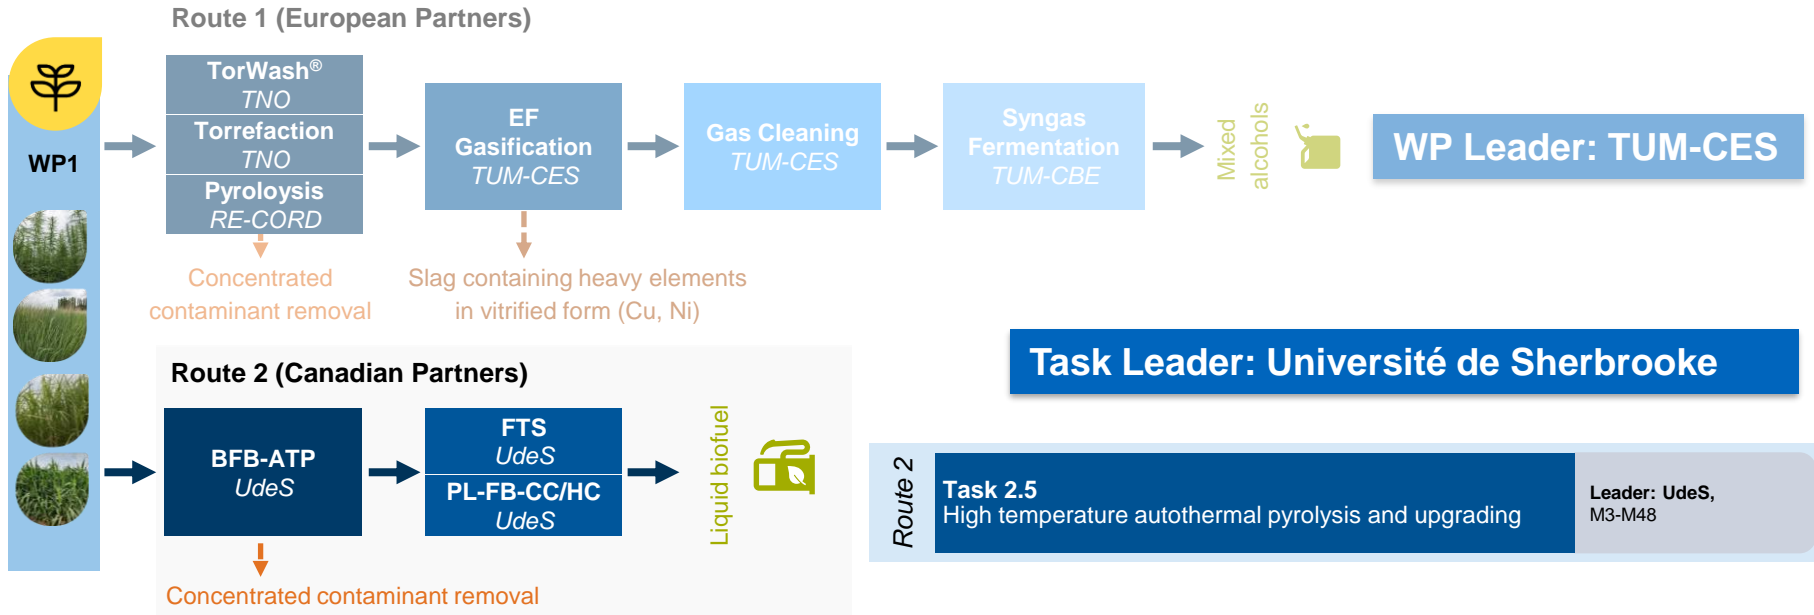 Route 1 (European Partners)
WP1
TorWash®
TNO
Torrefaction
TNO
Pyroloysis
RE-CORD
EF
Gasification
TUM-CES
Gas Cleaning
TUM-CES
Syngas
Fermentation
TUM-CBE
Mixed
alcohols
WP Leader: TUM-CES
Concentrated
contaminant removal
Slag containing heavy elements
in vitrified form (Cu, Ni)
Route 2 (Canadian Partners)
BFB-ATP
UdeS
FTS
UdeS
PL-FB-CC/HC
UdeS
Liquid biofuel
Concentrated contaminant removal
Task Leader: Université de Sherbrooke
Route 2
Task 2.5
High temperature autothermal pyrolysis and upgrading
Leader: UdeS,
M3-M48